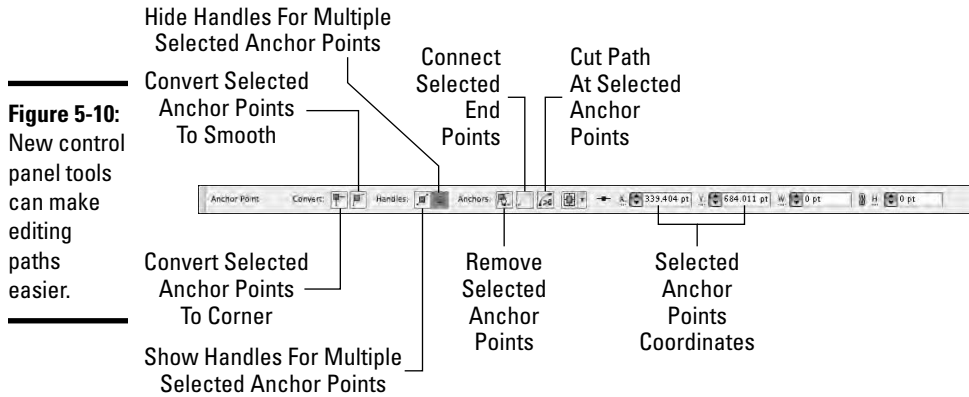 Hide Handles For Multiple
Selected Anchor Points
Convert Selected
Anchor Points
To Smooth
Connect
Selected
End
Points
Cut Path
At Selected
Anchor
Points
Figure 5-10:
New control
panel tools
can make
editing
paths
easier.
Anchor Point Convert: Handles: Anchors: X: 339.404 pt Y: 684.011 pt W: 0 pt H: 0 pt
Convert Selected
Anchor Points
To Corner
Show Handles For Multiple
Selected Anchor Points
Remove
Selected
Anchor
Points
Selected
Anchor
Points
Coordinates